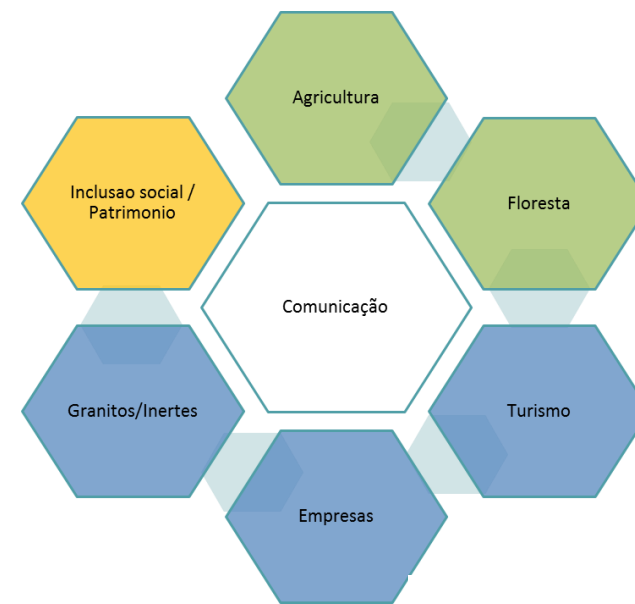 Agricultura
Inclusao social /
Patrimonio
Floresta
Comunicação
Granitos/Inertes
Turismo
Empresas